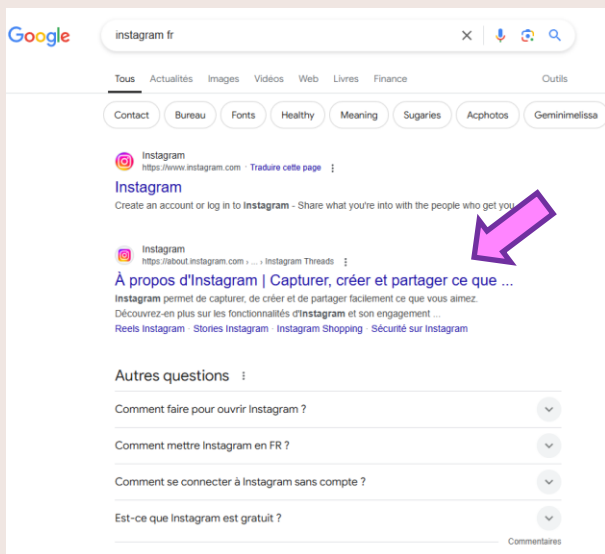 Google
instagram fr
Tous Actualités Images Vidéos Web Livres Finance Outils
Contact Bureau Fonts Healthy Meaning Sugaries Acphotos Geminimelissa
Instagram
https://www.instagram.com · Traduire cette page
Instagram
Create an account or log in to Instagram - Share what you're into with the people who get you
Instagram
https://about.instagram.com › ... › Instagram Threads
À propos d'Instagram | Capturer, créer et partager ce que ...
Instagram permet de capturer, de créer et de partager facilement ce que vous aimez.
Découvrez-en plus sur les fonctionnalités d'Instagram et son engagement ...
Reels Instagram · Stories Instagram · Instagram Shopping · Sécurité sur Instagram
Autres questions
Comment faire pour ouvrir Instagram ?
Comment mettre Instagram en FR ?
Comment se connecter à Instagram sans compte ?
Est-ce que Instagram est gratuit ?
Commentaires